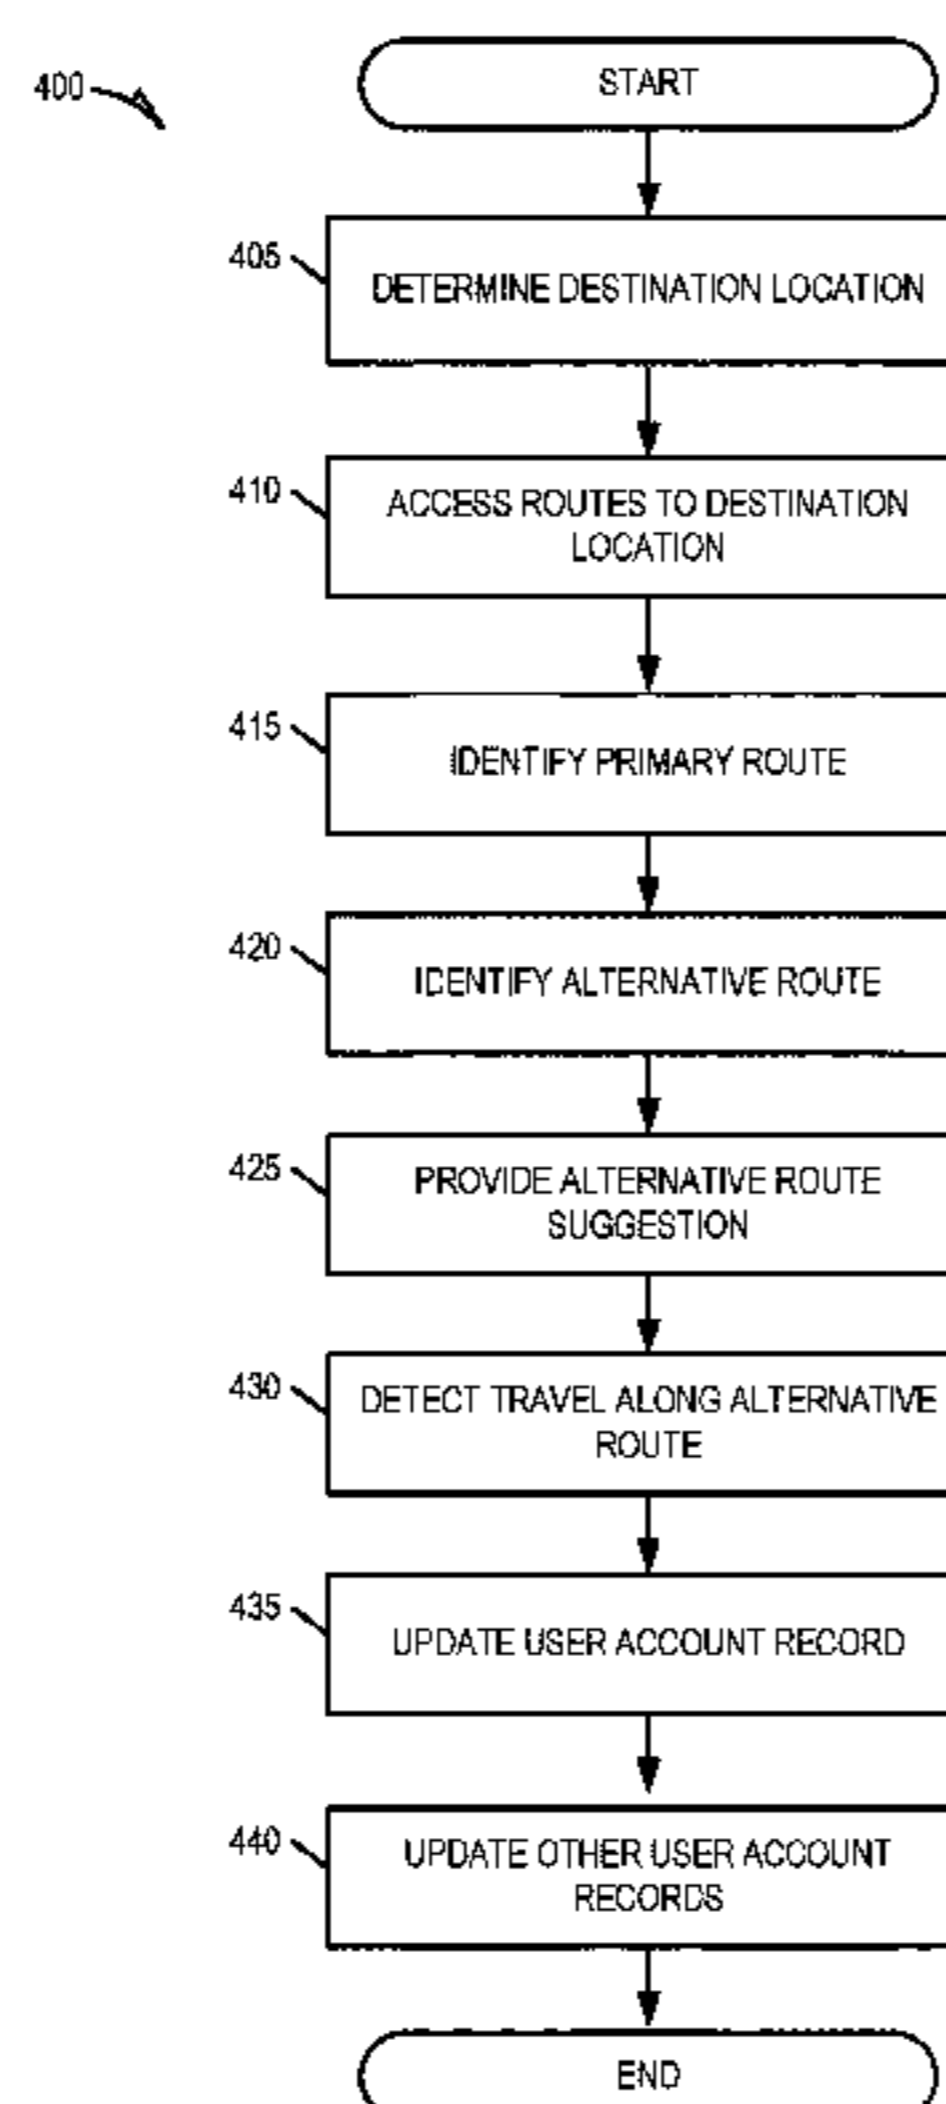 400
START
405
DETERMINE DESTINATION LOCATION
410
ACCESS ROUTES TO DESTINATION
LOCATION
415
IDENTIFY PRIMARY ROUTE
420
IDENTIFY ALTERNATIVE ROUTE
425
PROVIDE ALTERNATIVE ROUTE
SUGGESTION
430
DETECT TRAVEL ALONG ALTERNATIVE
ROUTE
435
UPDATE USER ACCOUNT RECORD
440
UPDATE OTHER USER ACCOUNT
RECORDS
END